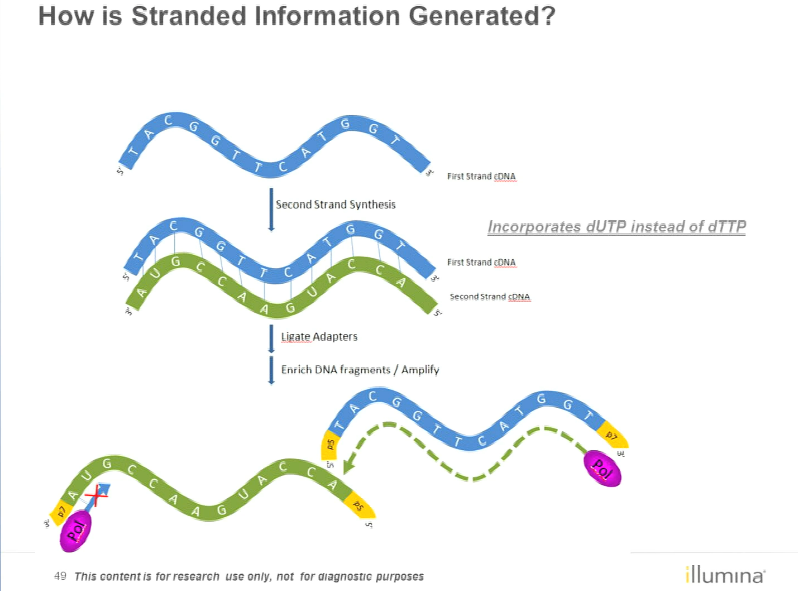 How is Stranded Information Generated?
5' T A C G G T T C A T G G T 3'
First Strand cDNA
Second Strand Synthesis
Incorporates dUTP instead of dTTP
5' T A C G G T T C A T G G T 3'
First Strand cDNA
3' A U G C C A A G U A C C A 5'
Second Strand cDNA
Ligate Adapters
Enrich DNA fragments / Amplify
5' p5 T A C G G T T C A T G G T p7 3'
Pol
3' p7 A U G C C A A G U A C C A p5 5'
Pol
49 This content is for research use only, not for diagnostic purposes
illumina